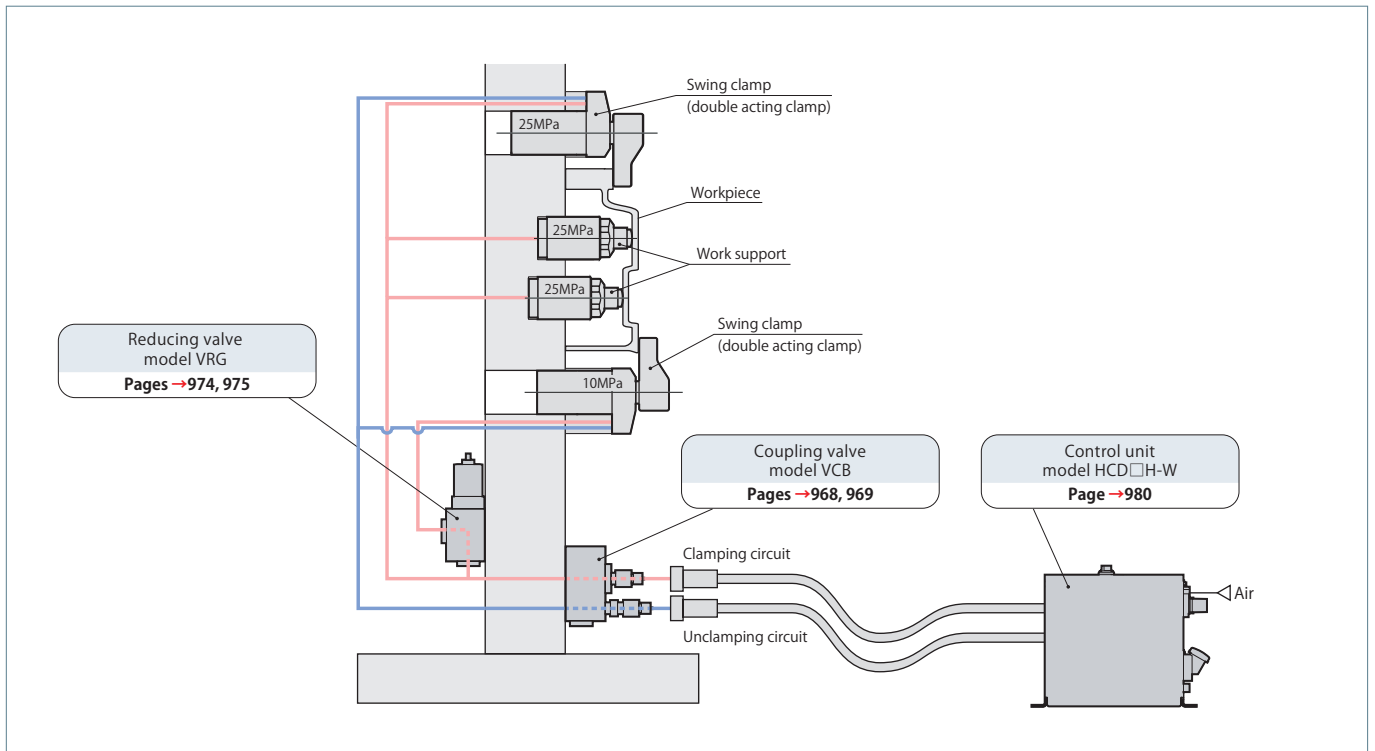 Swing clamp
(double acting clamp)
25MPa
Workpiece
25MPa
Work support
25MPa
Swing clamp
(double acting clamp)
Reducing valve
model VRG
Pages →974, 975
10MPa
Coupling valve
model VCB
Pages →968, 969
Control unit
model HCD□H-W
Page →980
Clamping circuit
Air
Unclamping circuit